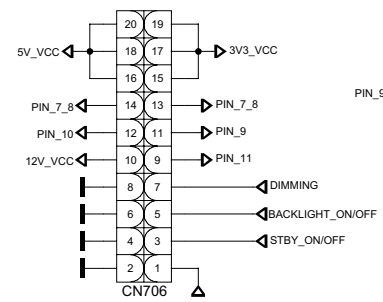 20 19
5V_VCC 18 17 3V3_VCC
16 15
PIN_7_8 14 13 PIN_7_8
PIN_10 12 11 PIN_9
12V_VCC 10 9 PIN_11
8 7 DIMMING
6 5 BACKLIGHT_ON/OFF
4 3 STBY_ON/OFF
2 1
CN706
PIN_9